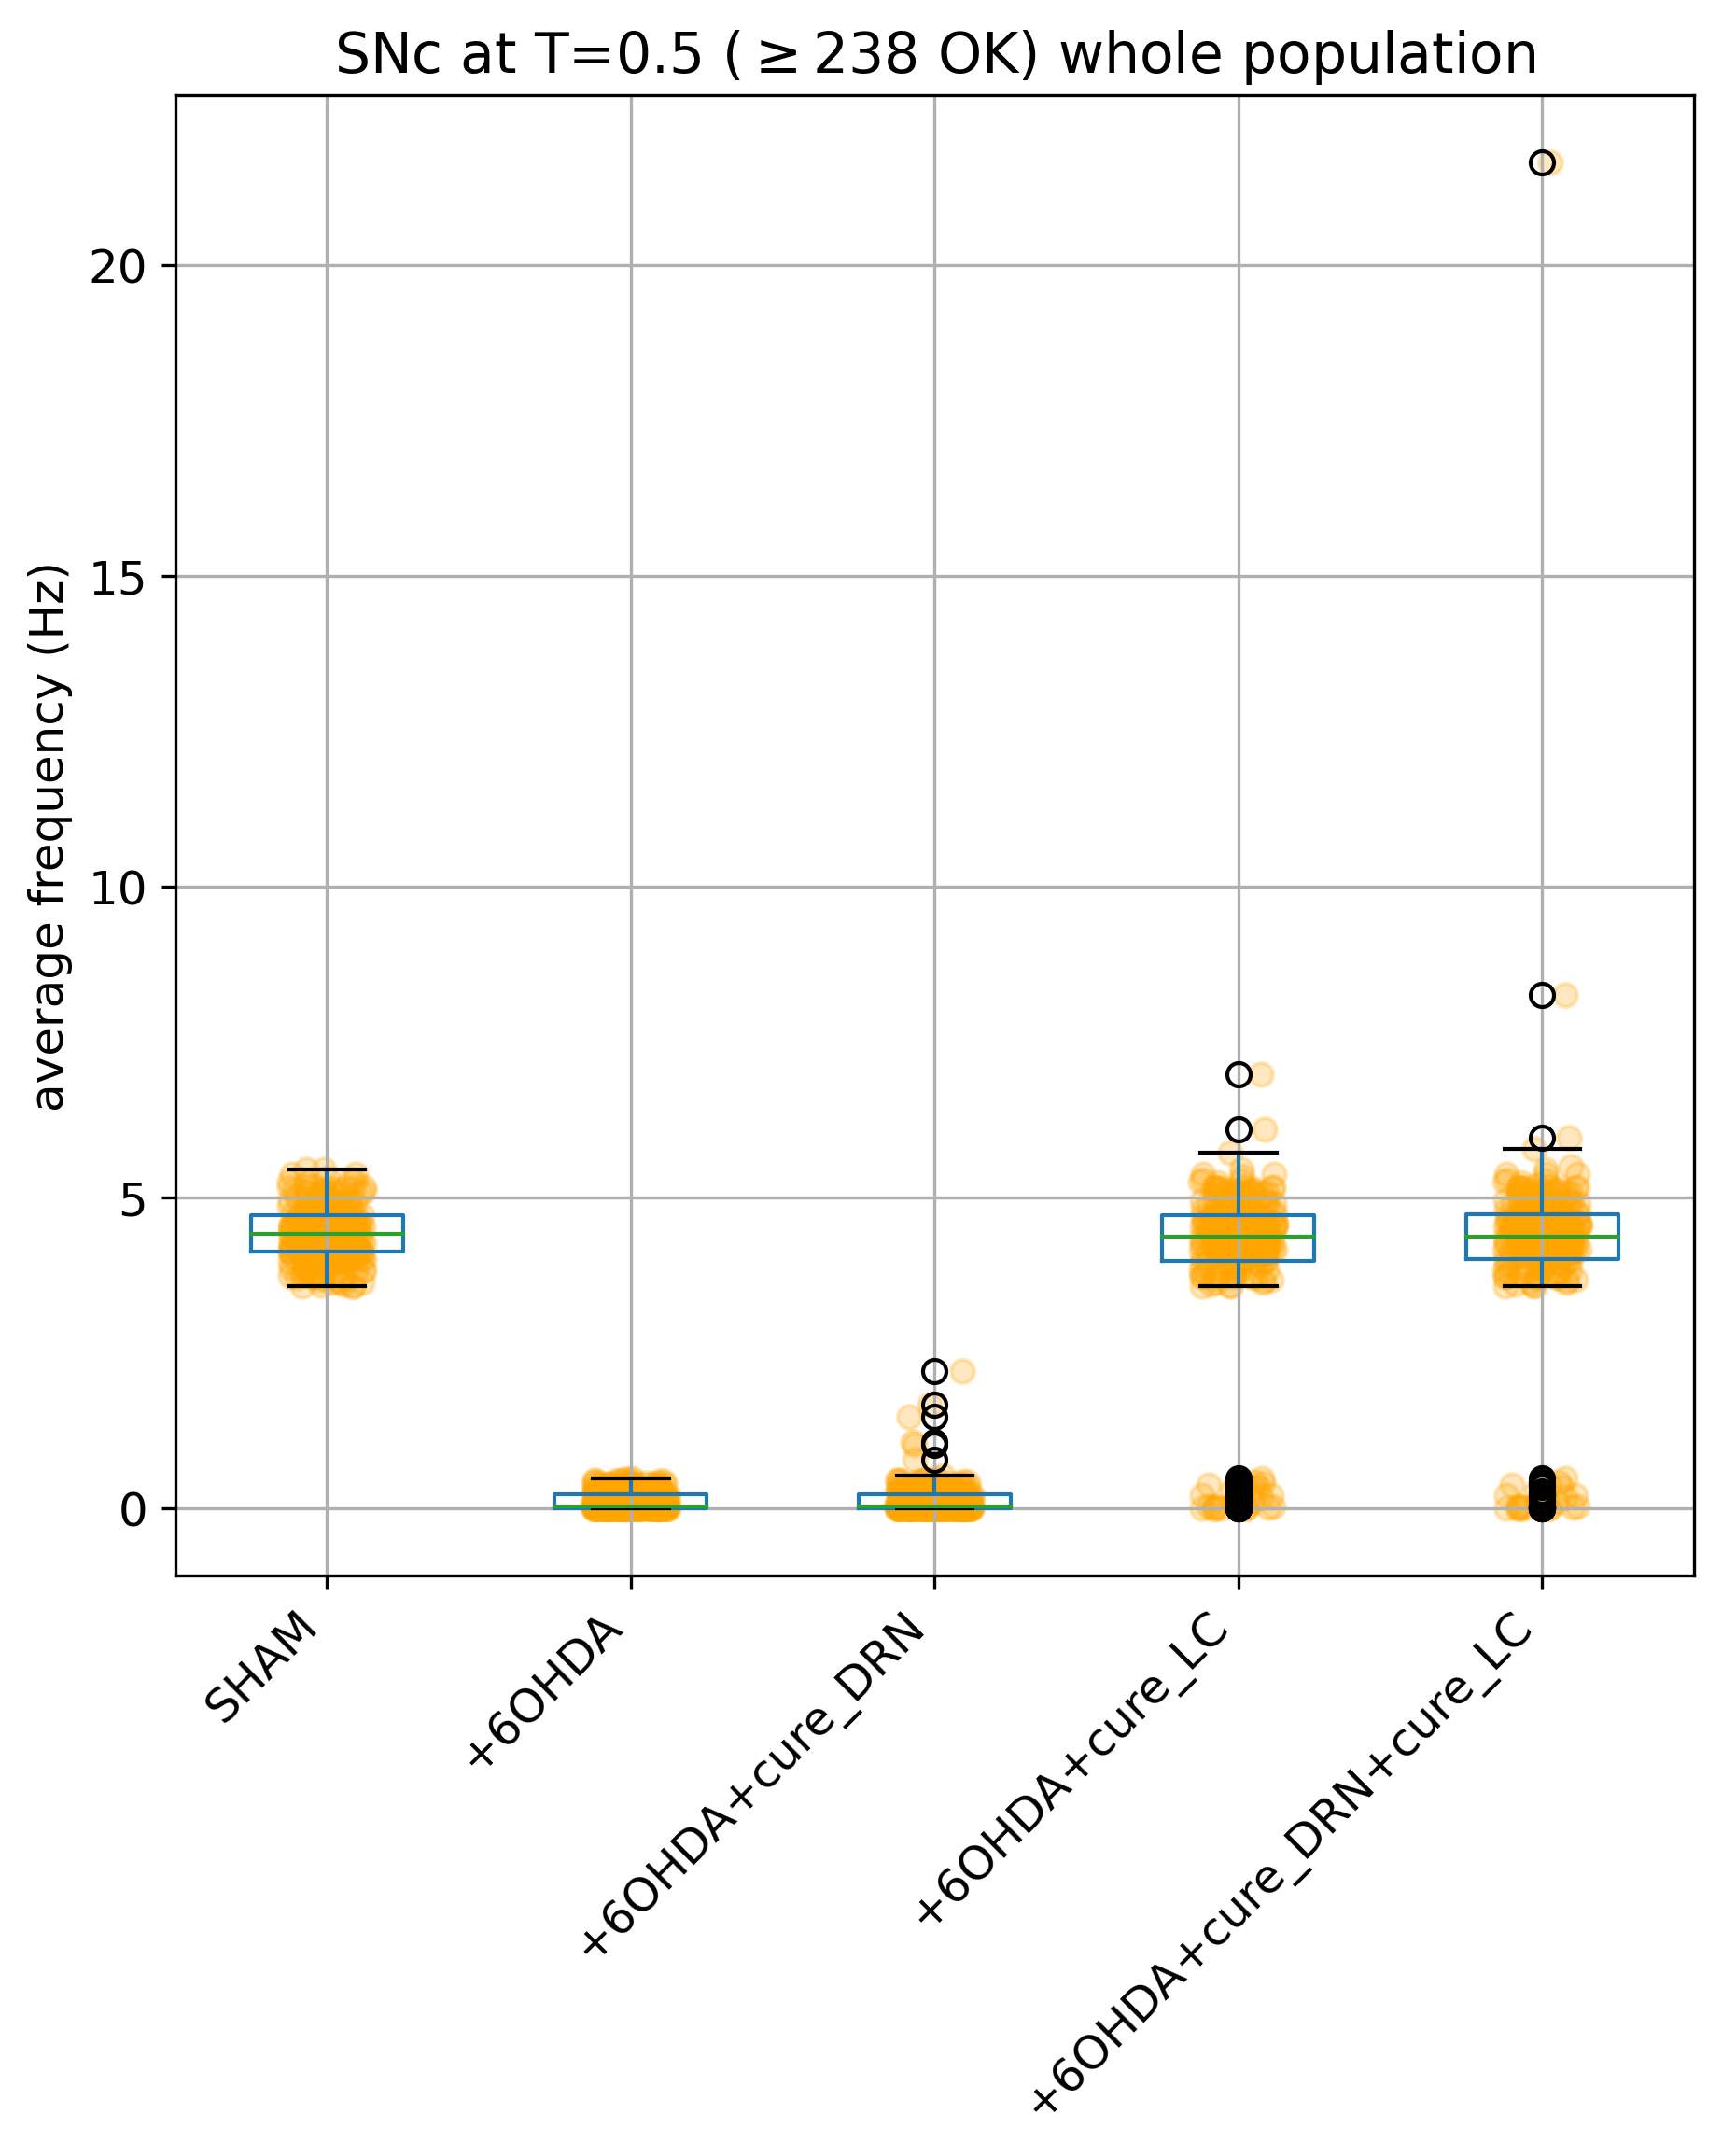 SNc at T=0.5 (≥238 OK) whole population
average frequency (Hz)
20
15
10
5
0
SHAM
+6OHDA
+6OHDA+cure_DRN
+6OHDA+cure_LC
+6OHDA+cure_DRN+cure_LC